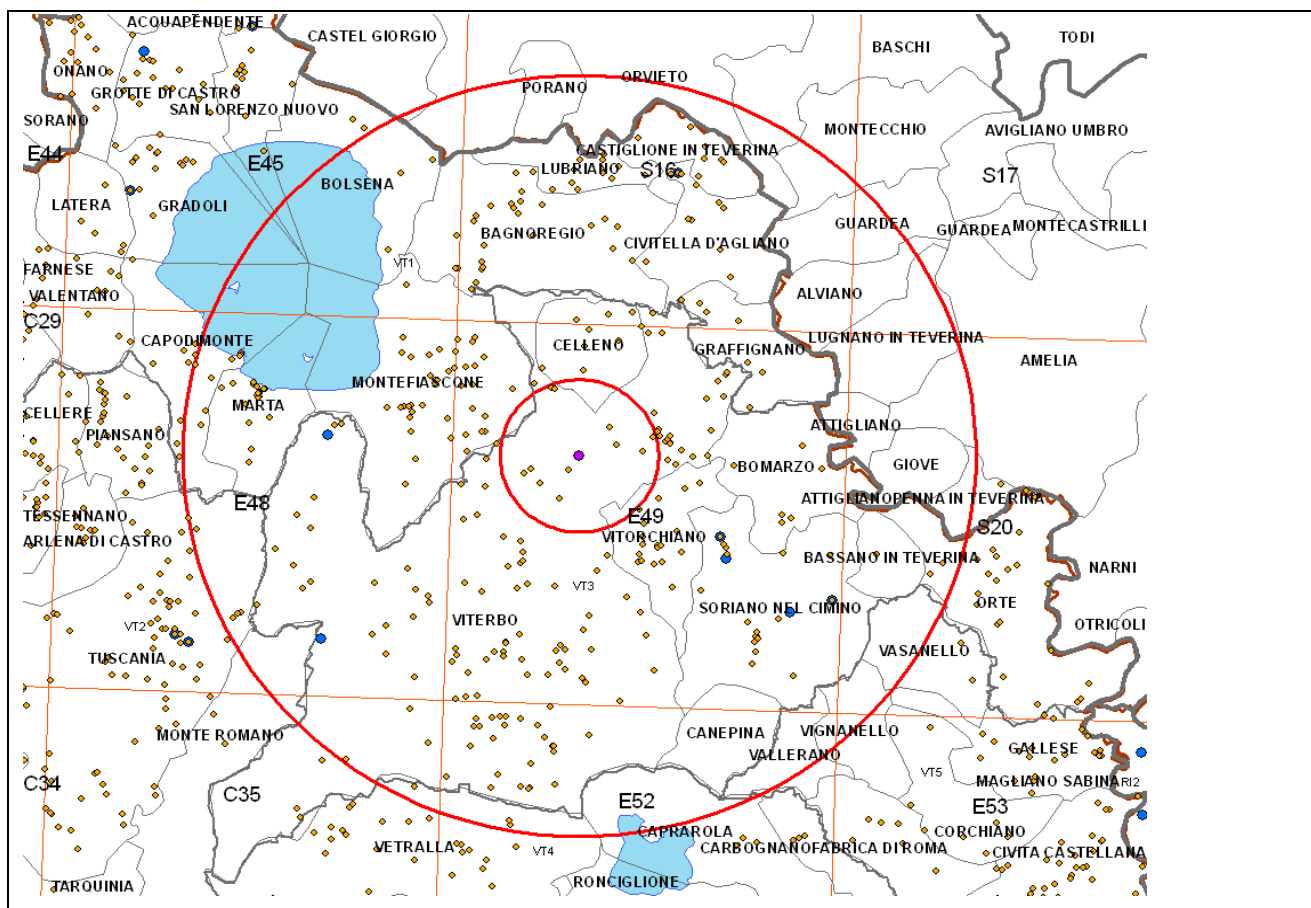 ACQUAPENDENTE
CASTEL GIORGIO
TODI
BASCHI
ONANO
ORVIETO
PORANO
GROTTE DI CASTRO
SAN LORENZO NUOVO
SORANO
MONTECCHIO
AVIGLIANO UMBRO
E44
CASTIGLIONE IN TEVERINA
E45
LUBRIANO
S16
S17
BOLSENA
LATERA
GRADOLI
GUARDEA
GUARDEA
MONTECASTRILLI
BAGNOREGIO
CIVITELLA D'AGLIANO
VT1
FARNESE
VALENTANO
ALVIANO
C29
CAPODIMONTE
CELLENO
LUGNANO IN TEVERINA
GRAFFIGNANO
AMELIA
MONTEFIASCONE
MARTA
CELLERE
PIANSANO
ATTIGLIANO
BOMARZO
GIOVE
E48
ATTIGLIANO
PENNA IN TEVERINA
TESSENNANO
E49
S20
ARLENA DI CASTRO
VITORCHIANO
BASSANO IN TEVERINA
NARNI
VT3
SORIANO NEL CIMINO
ORTE
VT2
VITERBO
OTRICOLI
TUSCANIA
VASANELLO
MONTE ROMANO
CANEPINA
VIGNANELLO
VALLERANO
GALLESE
VT5
C34
C35
MAGLIANO SABINA
RI2
E52
E53
CAPRAROLA
CORCHIANO
VETRALLA
VT4
CARBOGNANO
FABRICA DI ROMA
CIVITA CASTELLANA
TARQUINIA
RONCIGLIONE